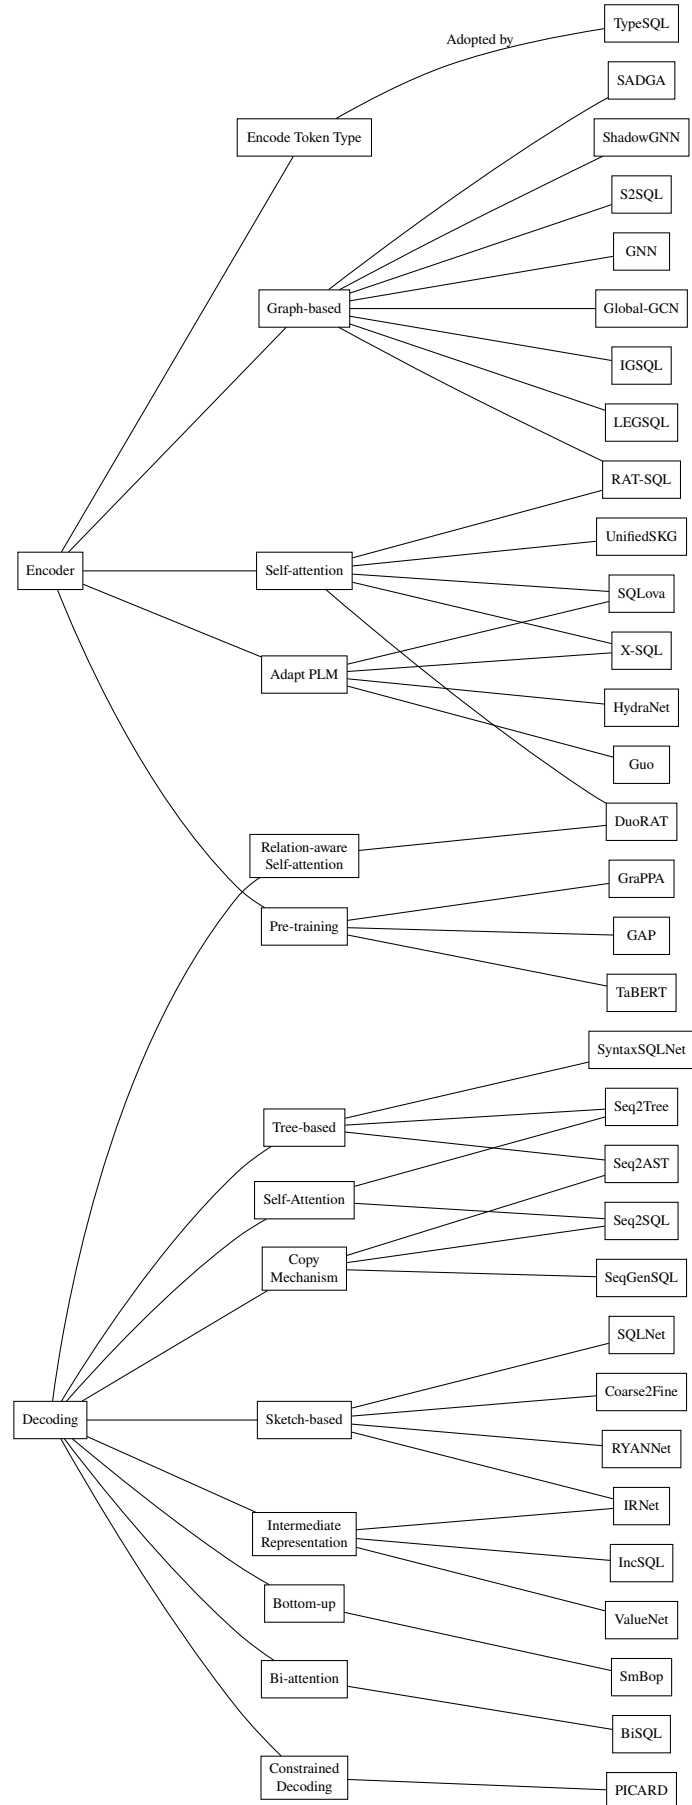 TypeSQL
Adopted by
SADGA
Encode Token Type
ShadowGNN
S2SQL
GNN
Graph-based
Global-GCN
IGSQL
LEGSQL
RAT-SQL
UnifiedSKG
Encoder
Self-attention
SQLova
X-SQL
Adapt PLM
HydraNet
Guo
DuoRAT
Relation-aware
Self-attention
GraPPA
Pre-training
GAP
TaBERT
SyntaxSQLNet
Seq2Tree
Tree-based
Seq2AST
Self-Attention
Seq2SQL
Copy
Mechanism
SeqGenSQL
SQLNet
Coarse2Fine
Decoding
Sketch-based
RYANNet
IRNet
Intermediate
Representation
IncSQL
Bottom-up
ValueNet
SmBop
Bi-attention
BiSQL
Constrained
Decoding
PICARD